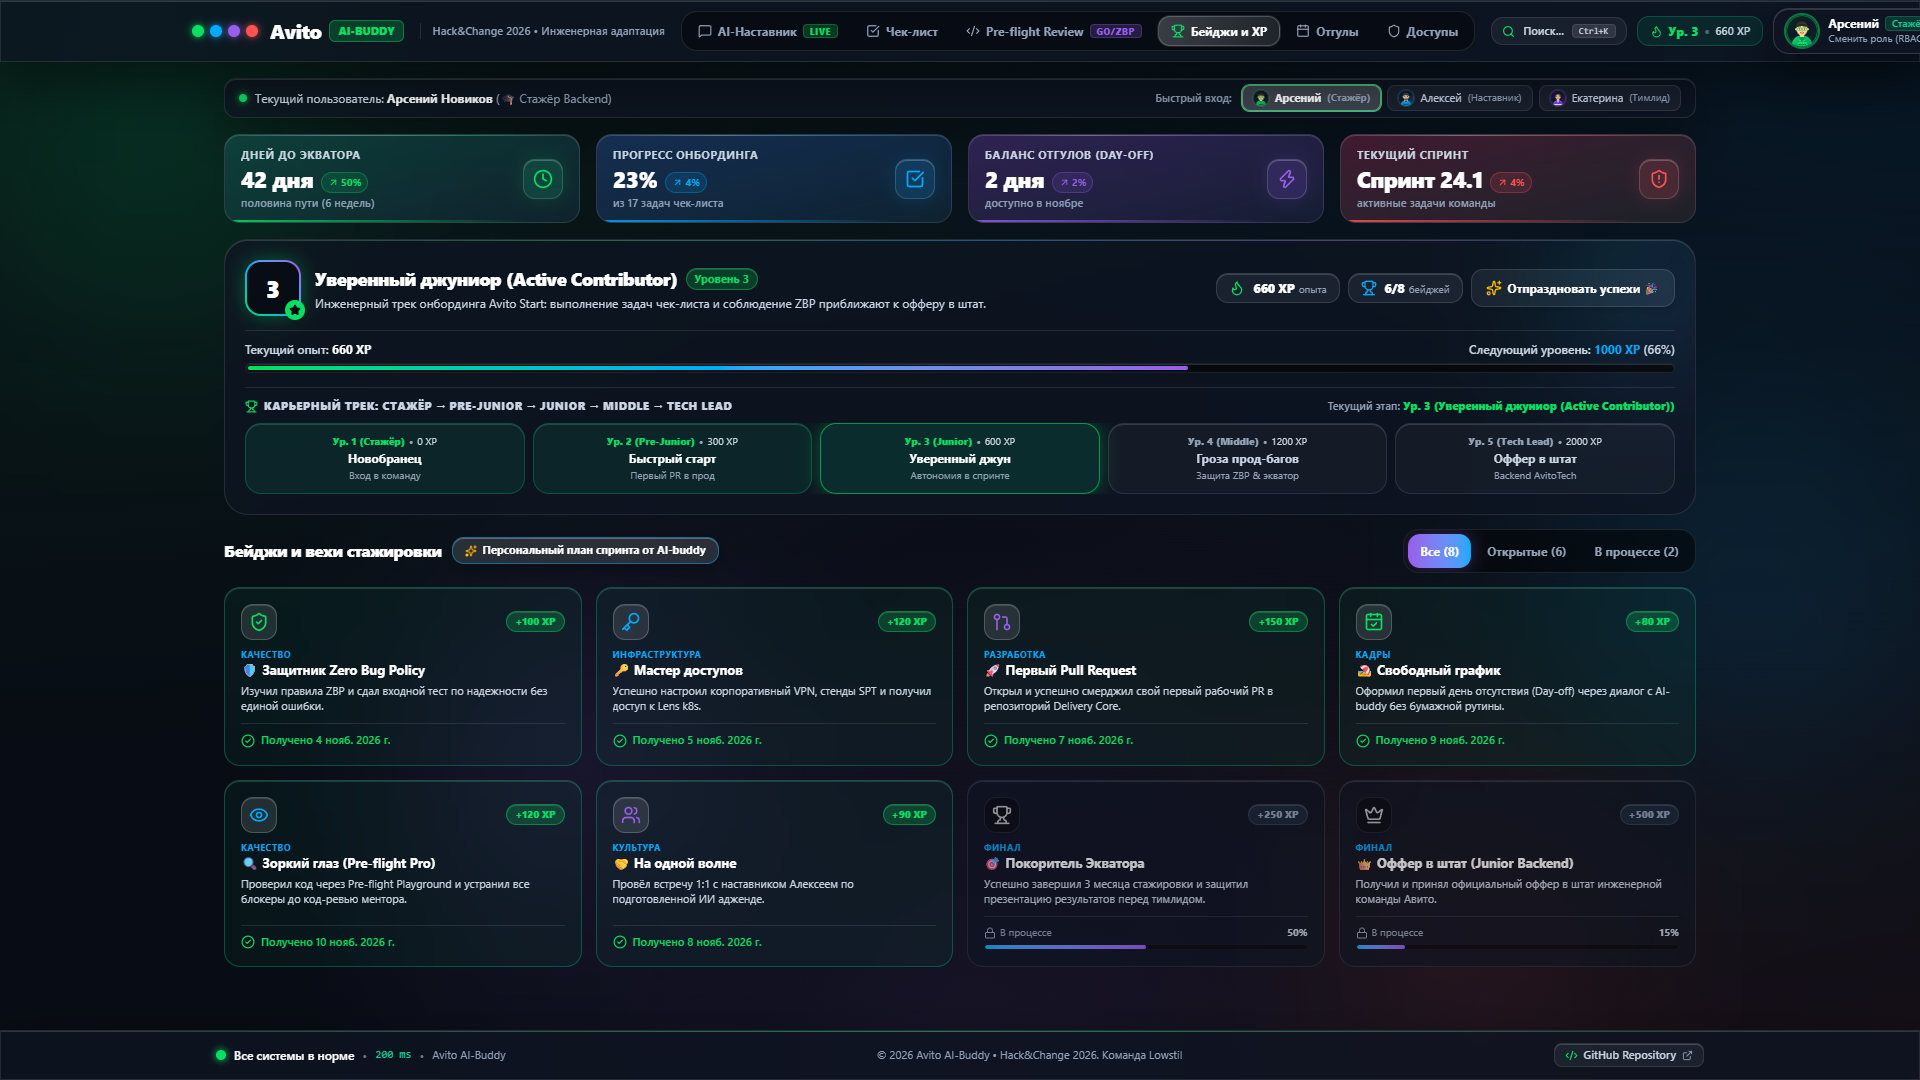 Avito AI-BUDDY Hack&Change 2026 • Инженерная адаптация AI-Наставник LIVE Чек-лист Pre-flight Review GO/ZBP Бейджи и XP Отгулы Доступы Поиск... Ctrl+K Ур. 3 • 660 XP Арсений Стажё
Сменить роль (RBAC
Текущий пользователь: Арсений Новиков ( Стажёр Backend) Быстрый вход: Арсений (Стажёр) Алексей (Наставник) Екатерина (Тимлид)
ДНЕЙ ДО ЭКВАТОРА
42 дня 50%
половина пути (6 недель)
ПРОГРЕСС ОНБОРДИНГА
23% 4%
из 17 задач чек-листа
БАЛАНС ОТГУЛОВ (DAY-OFF)
2 дня 2%
доступно в ноябре
ТЕКУЩИЙ СПРИНТ
Спринт 24.1 4%
активные задачи команды
3 Уверенный джуниор (Active Contributor) Уровень 3
Инженерный трек онбординга Avito Start: выполнение задач чек-листа и соблюдение ZBP приближают к офферу в штат.
660 XP опыта 6/8 бейджей Отпраздновать успехи 🎉
Текущий опыт: 660 XP Следующий уровень: 1000 XP (66%)
КАРЬЕРНЫЙ ТРЕК: СТАЖЁР → PRE-JUNIOR → JUNIOR → MIDDLE → TECH LEAD Текущий этап: Ур. 3 (Уверенный джуниор (Active Contributor))
Ур. 1 (Стажёр) • 0 XP
Новобранец
Вход в команду
Ур. 2 (Pre-Junior) • 300 XP
Быстрый старт
Первый PR в прод
Ур. 3 (Junior) • 600 XP
Уверенный джун
Автономия в спринте
Ур. 4 (Middle) • 1200 XP
Гроза прод-багов
Защита ZBP & экватор
Ур. 5 (Tech Lead) • 2000 XP
Оффер в штат
Backend AvitoTech
Бейджи и вехи стажировки Персональный план спринта от AI-buddy Все (8) Открытые (6) В процессе (2)
+100 XP
КАЧЕСТВО
🛡️ Защитник Zero Bug Policy
Изучил правила ZBP и сдал входной тест по надежности без
единой ошибки.
Получено 4 нояб. 2026 г.
+120 XP
ИНФРАСТРУКТУРА
🔑 Мастер доступов
Успешно настроил корпоративный VPN, стенды SPT и получил
доступ к Lens k8s.
Получено 5 нояб. 2026 г.
+150 XP
РАЗРАБОТКА
🚀 Первый Pull Request
Открыл и успешно смерджил свой первый рабочий PR в
репозиторий Delivery Core.
Получено 7 нояб. 2026 г.
+80 XP
КАДРЫ
🏖️ Свободный график
Оформил первый день отсутствия (Day-off) через диалог с AI-
buddy без бумажной рутины.
Получено 9 нояб. 2026 г.
+120 XP
КАЧЕСТВО
🔍 Зоркий глаз (Pre-flight Pro)
Проверил код через Pre-flight Playground и устранил все
блокеры до код-ревью ментора.
Получено 10 нояб. 2026 г.
+90 XP
КУЛЬТУРА
🤝 На одной волне
Провёл встречу 1:1 с наставником Алексеем по
подготовленной ИИ адженде.
Получено 8 нояб. 2026 г.
+250 XP
ФИНАЛ
🎯 Покоритель Экватора
Успешно завершил 3 месяца стажировки и защитил
презентацию результатов перед тимлидом.
В процессе 50%
+500 XP
ФИНАЛ
👑 Оффер в штат (Junior Backend)
Получил и принял официальный оффер в штат инженерной
команды Авито.
В процессе 15%
Все системы в норме • 200 ms • Avito AI-Buddy © 2026 Avito AI-Buddy • Hack&Change 2026. Команда Lowstil GitHub Repository